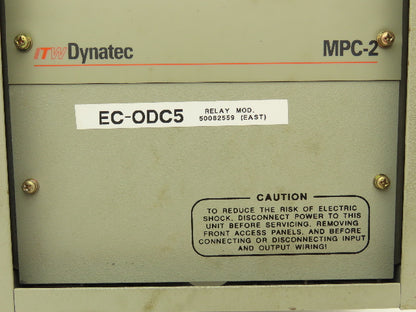 ITW Dynatec
MPC-2
EC-ODC5
RELAY MOD.
50082559 (EAST)
CAUTION
TO REDUCE THE RISK OF ELECTRIC
SHOCK, DISCONNECT POWER TO THIS
UNIT BEFORE SERVICING, REMOVING
FRONT ACCESS PANELS, AND BEFORE
CONNECTING OR DISCONNECTING INPUT
AND OUTPUT WIRING!